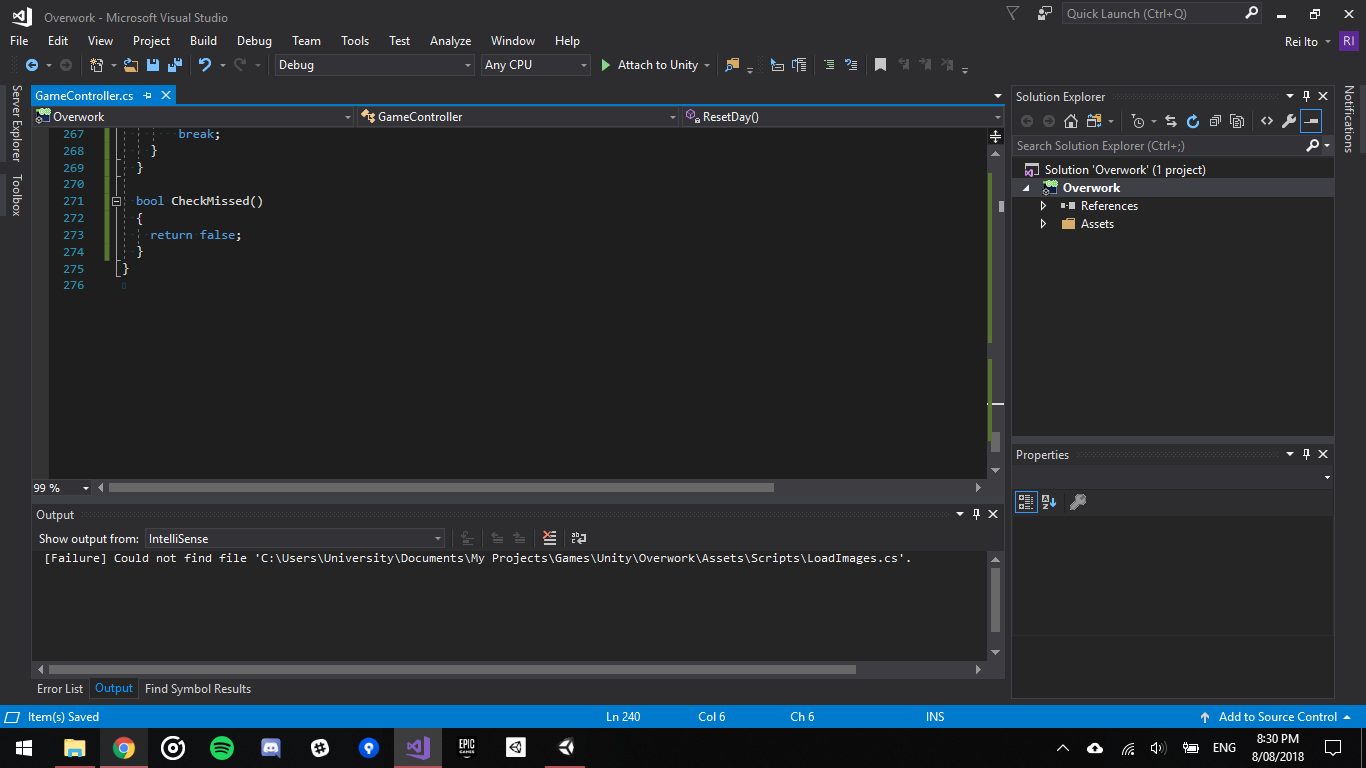 Overwork - Microsoft Visual Studio
Quick Launch (Ctrl+Q)
File Edit View Project Build Debug Team Tools Test Analyze Window Help
Rei Ito RI
Debug Any CPU Attach to Unity
Server Explorer
Toolbox
GameController.cs
Overwork GameController ResetDay()
267 break;
268 }
269 }
270
271 bool CheckMissed()
272 {
273 return false;
274 }
275 }
276
99 %
Output
Show output from: IntelliSense
[Failure] Could not find file 'C:\Users\University\Documents\My Projects\Games\Unity\Overwork\Assets\Scripts\LoadImages.cs'.
Error List Output Find Symbol Results
Solution Explorer
Search Solution Explorer (Ctrl+;)
Solution 'Overwork' (1 project)
Overwork
References
Assets
Properties
Notifications
Item(s) Saved Ln 240 Col 6 Ch 6 INS Add to Source Control
EPIC
GAMES
ENG
8:30 PM
8/08/2018